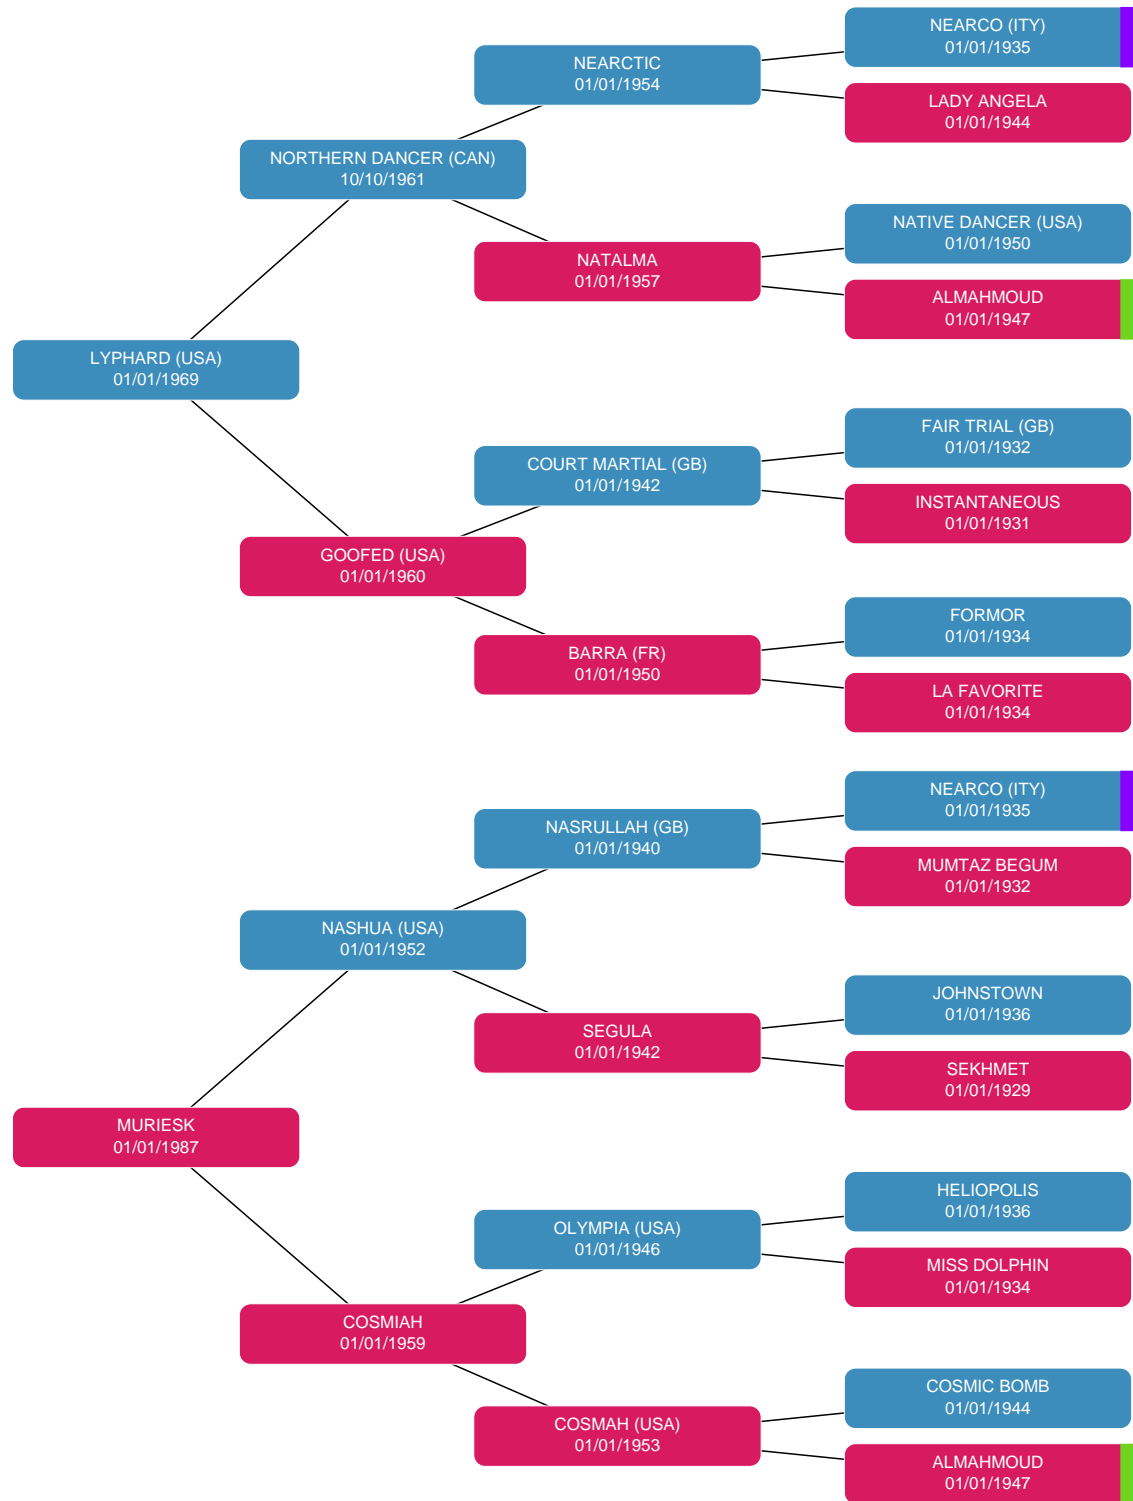 NEARCO (ITY)
01/01/1935
NEARCTIC
01/01/1954
LADY ANGELA
01/01/1944
NORTHERN DANCER (CAN)
10/10/1961
NATIVE DANCER (USA)
01/01/1950
NATALMA
01/01/1957
ALMAHMOUD
01/01/1947
LYPHARD (USA)
01/01/1969
FAIR TRIAL (GB)
01/01/1932
COURT MARTIAL (GB)
01/01/1942
INSTANTANEOUS
01/01/1931
GOOFED (USA)
01/01/1960
FORMOR
01/01/1934
BARRA (FR)
01/01/1950
LA FAVORITE
01/01/1934
NEARCO (ITY)
01/01/1935
NASRULLAH (GB)
01/01/1940
MUMTAZ BEGUM
01/01/1932
NASHUA (USA)
01/01/1952
JOHNSTOWN
01/01/1936
SEGULA
01/01/1942
SEKHMET
01/01/1929
MURIESK
01/01/1987
HELIOPOLIS
01/01/1936
OLYMPIA (USA)
01/01/1946
MISS DOLPHIN
01/01/1934
COSMIAH
01/01/1959
COSMIC BOMB
01/01/1944
COSMAH (USA)
01/01/1953
ALMAHMOUD
01/01/1947